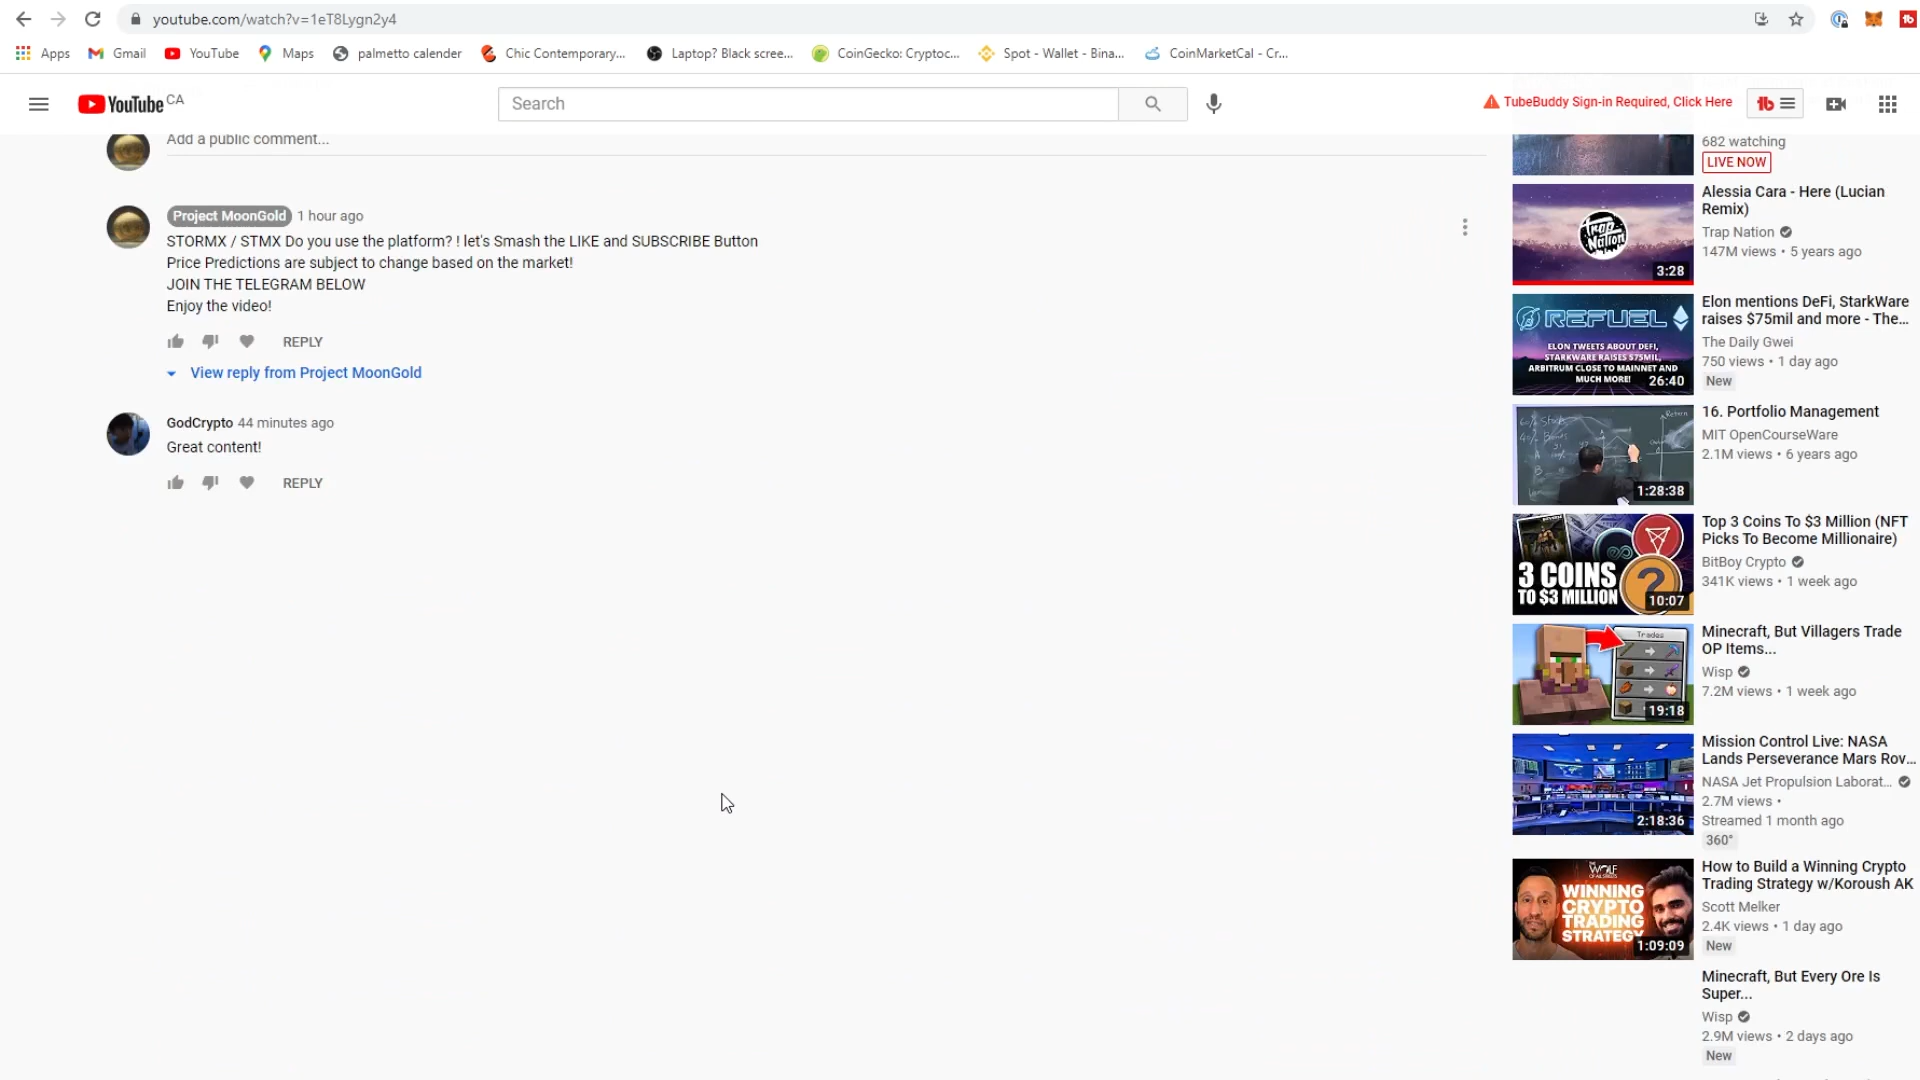 youtube.com/watch?v=1eT8Lygn2y4
Apps
Gmail
YouTube
Maps
palmetto calender
Chic Contemporary...
Laptop? Black scree...
CoinGecko: Cryptoc...
Spot - Wallet - Bina...
CoinMarketCal - Cr...
YouTube CA
Search
TubeBuddy Sign-in Required, Click Here
tb
Add a public comment...
Project MoonGold 1 hour ago
STORMX / STMX Do you use the platform? ! let's Smash the LIKE and SUBSCRIBE Button
Price Predictions are subject to change based on the market!
JOIN THE TELEGRAM BELOW
Enjoy the video!
REPLY
View reply from Project MoonGold
GodCrypto 44 minutes ago
Great content!
REPLY
682 watching
LIVE NOW
Trap Nation
3:28
Alessia Cara - Here (Lucian
Remix)
Trap Nation
147M views • 5 years ago
REFUEL
ELON TWEETS ABOUT DEFI,
STARKWARE RAISES $75MIL,
ARBITRUM CLOSE TO MAINNET AND
MUCH MORE!
26:40
Elon mentions DeFi, StarkWare
raises $75mil and more - The...
The Daily Gwei
750 views • 1 day ago
New
1:28:38
16. Portfolio Management
MIT OpenCourseWare
2.1M views • 6 years ago
3 COINS
TO $3 MILLION
?
10:07
Top 3 Coins To $3 Million (NFT
Picks To Become Millionaire)
BitBoy Crypto
341K views • 1 week ago
Trades
19:18
Minecraft, But Villagers Trade
OP Items...
Wisp
7.2M views • 1 week ago
2:18:36
Mission Control Live: NASA
Lands Perseverance Mars Rov...
NASA Jet Propulsion Laborat...
2.7M views •
Streamed 1 month ago
360°
WOLF
WINNING
CRYPTO
TRADING
STRATEGY
1:09:09
How to Build a Winning Crypto
Trading Strategy w/Koroush AK
Scott Melker
2.4K views • 1 day ago
New
Minecraft, But Every Ore Is
Super...
Wisp
2.9M views • 2 days ago
New